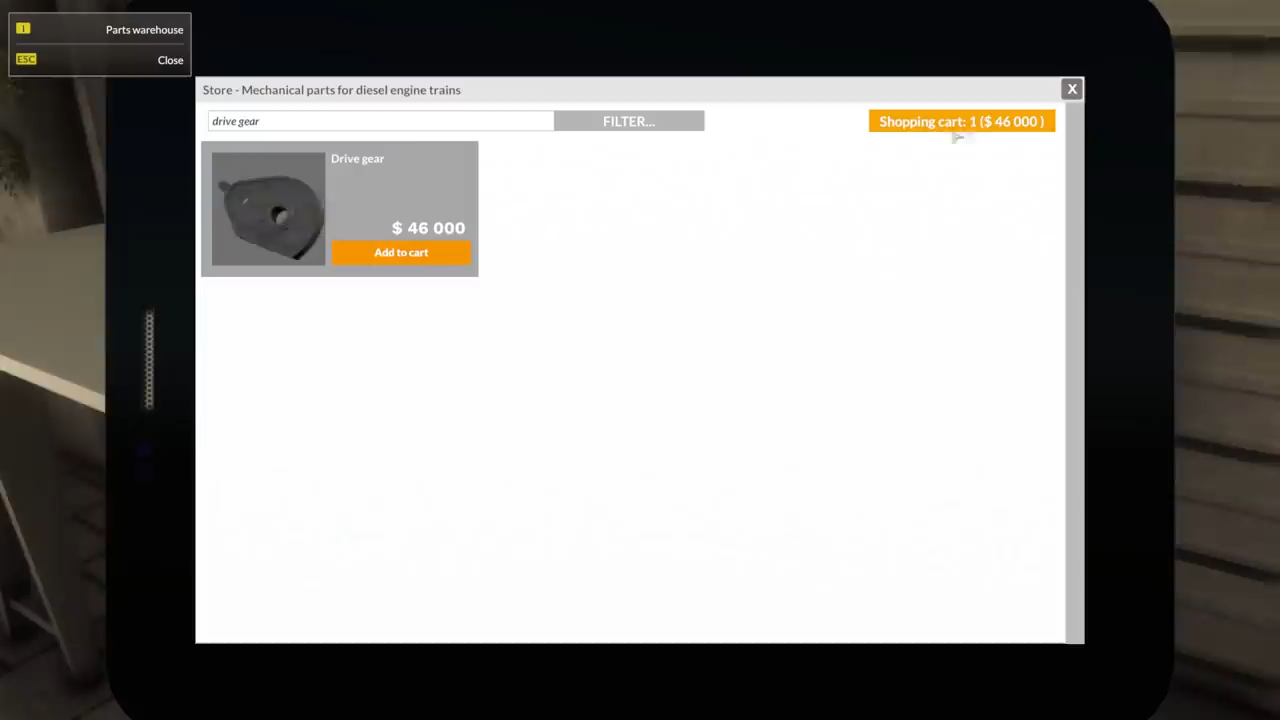 I Parts warehouse
ESC Close
Store - Mechanical parts for diesel engine trains
X
drive gear
FILTER...
Shopping cart: 1 ($ 46 000 )
Drive gear
$ 46 000
Add to cart